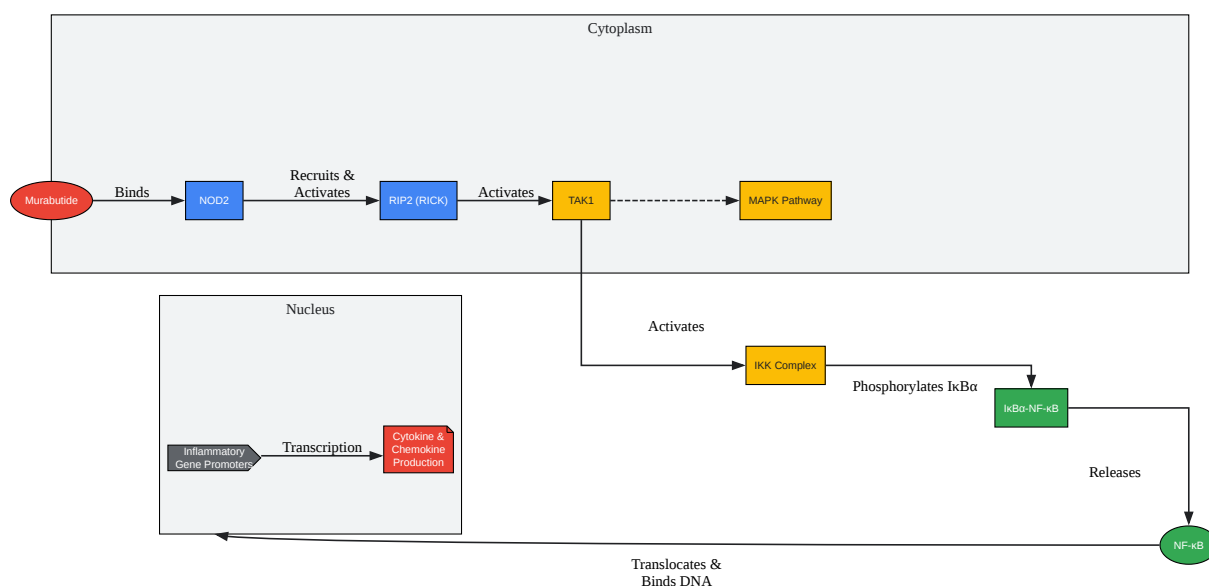 Cytoplasm
Murabutide
Binds
NOD2
Recruits &
Activates
RIP2 (RICK)
Activates
TAK1
MAPK Pathway
Nucleus
Activates
IKK Complex
Phosphorylates IκBα
IκBα-NF-κB
Inflammatory
Gene Promoters
Transcription
Cytokine &
Chemokine
Production
Releases
NF-κB
Translocates &
Binds DNA